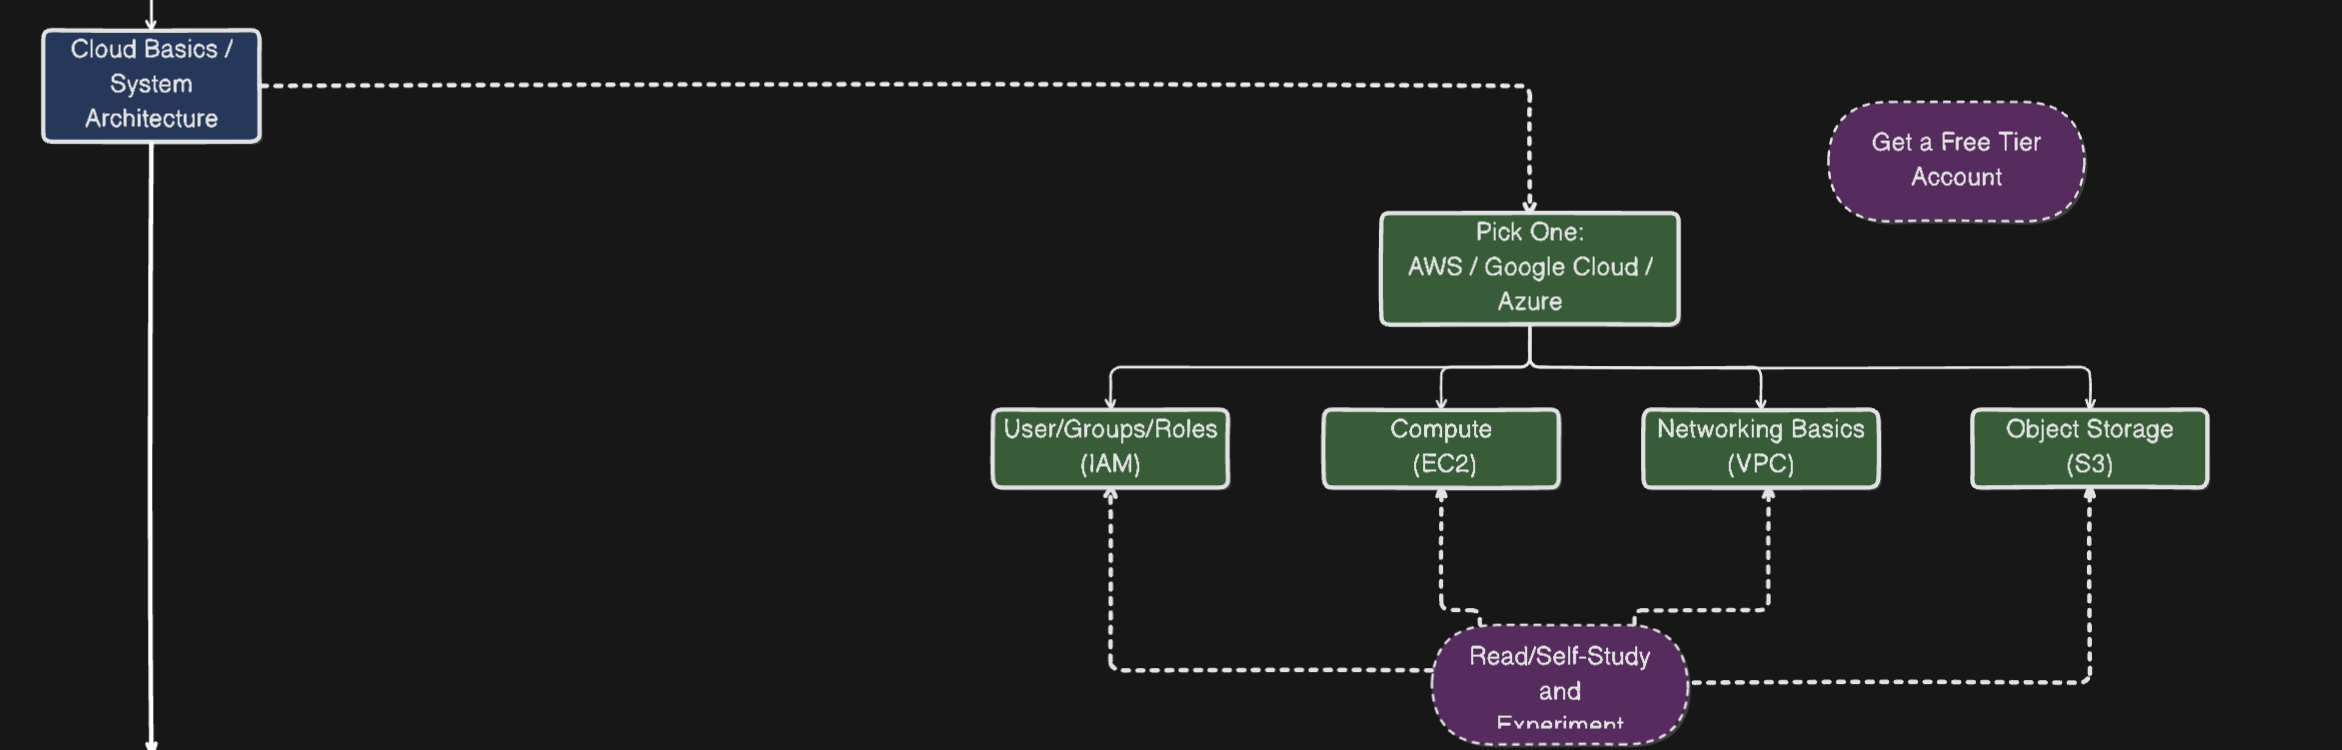 Cloud Basics /
System
Architecture
Get a Free Tier
Account
Pick One:
AWS / Google Cloud /
Azure
User/Groups/Roles
(IAM)
Compute
(EC2)
Networking Basics
(VPC)
Object Storage
(S3)
Read/Self-Study
and
Experiment